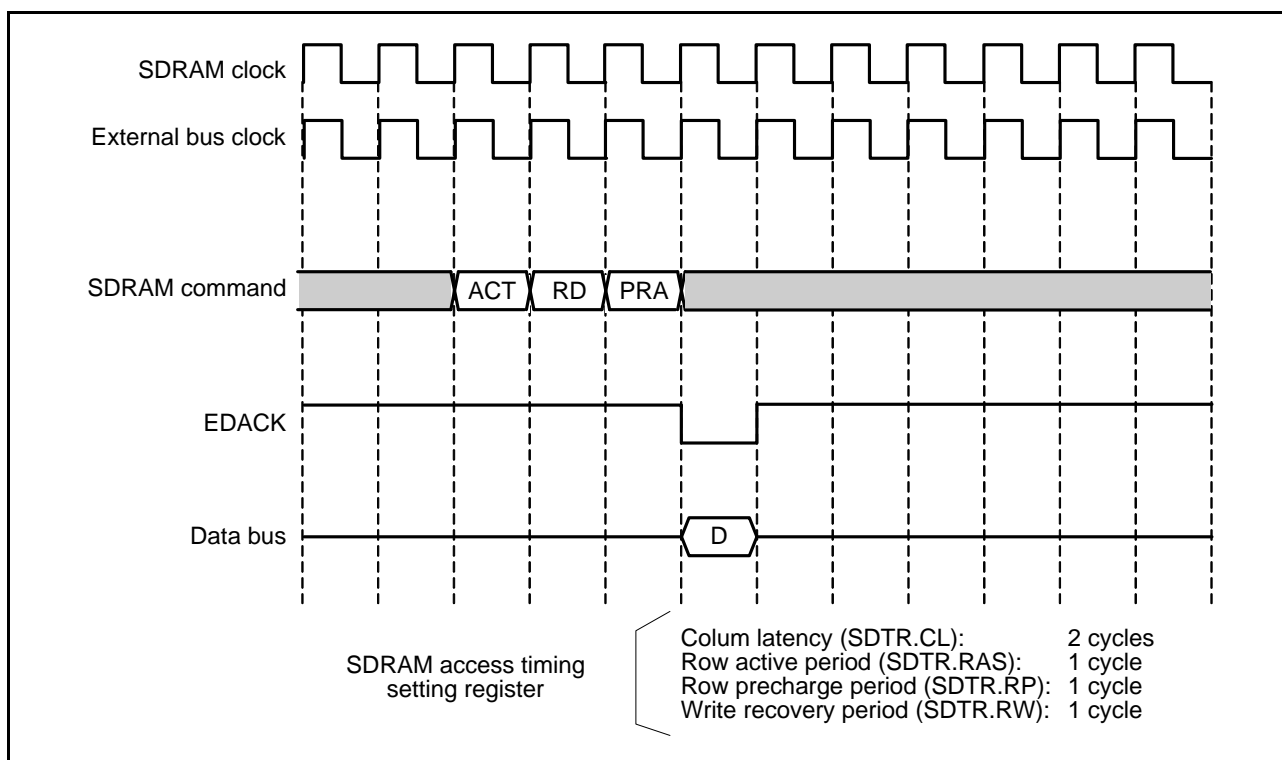 SDRAM clock
External bus clock
SDRAM command
ACT RD PRA
EDACK
Data bus
D
SDRAM access timing
setting register
Colum latency (SDTR.CL): 2 cycles
Row active period (SDTR.RAS): 1 cycle
Row precharge period (SDTR.RP): 1 cycle
Write recovery period (SDTR.RW): 1 cycle